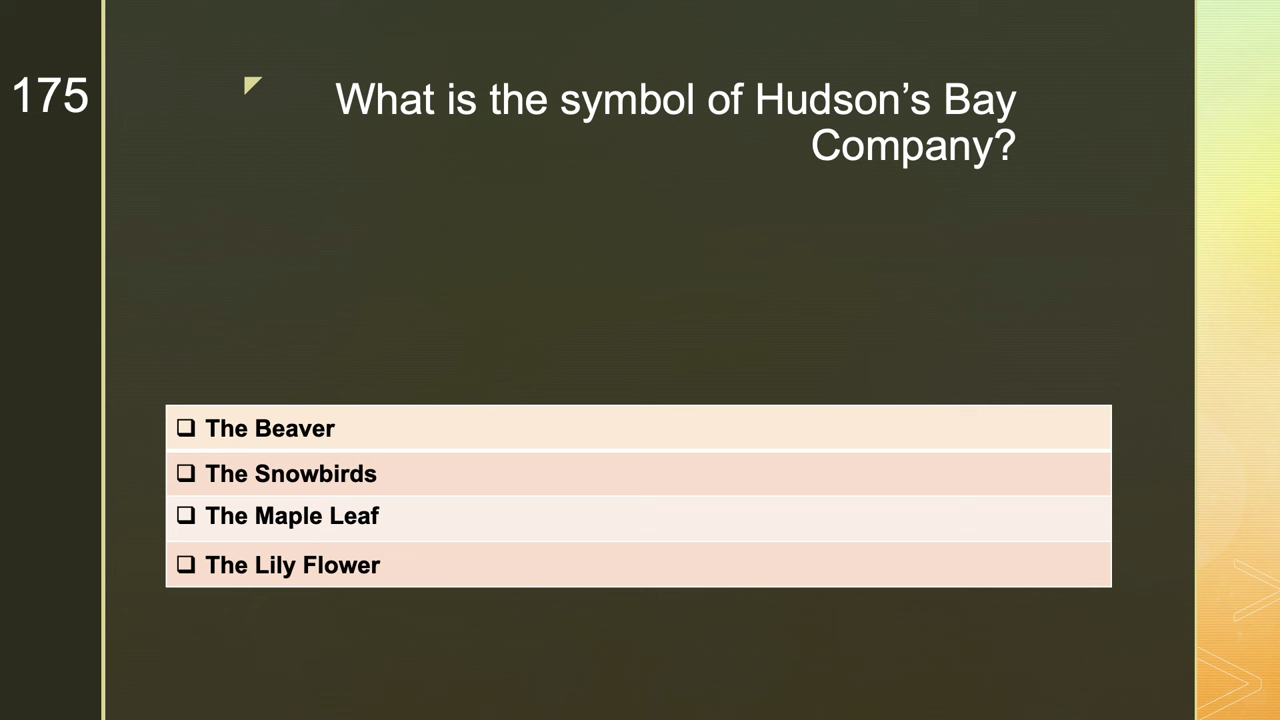 175
What is the symbol of Hudson’s Bay
Company?
❑ The Beaver
❑ The Snowbirds
❑ The Maple Leaf
❑ The Lily Flower